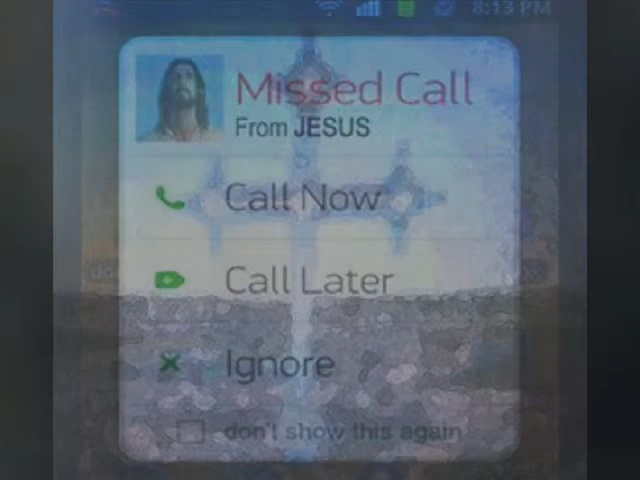 8:13 PM
Missed Call
From JESUS
Call Now
Call Later
Ignore
don't show this again